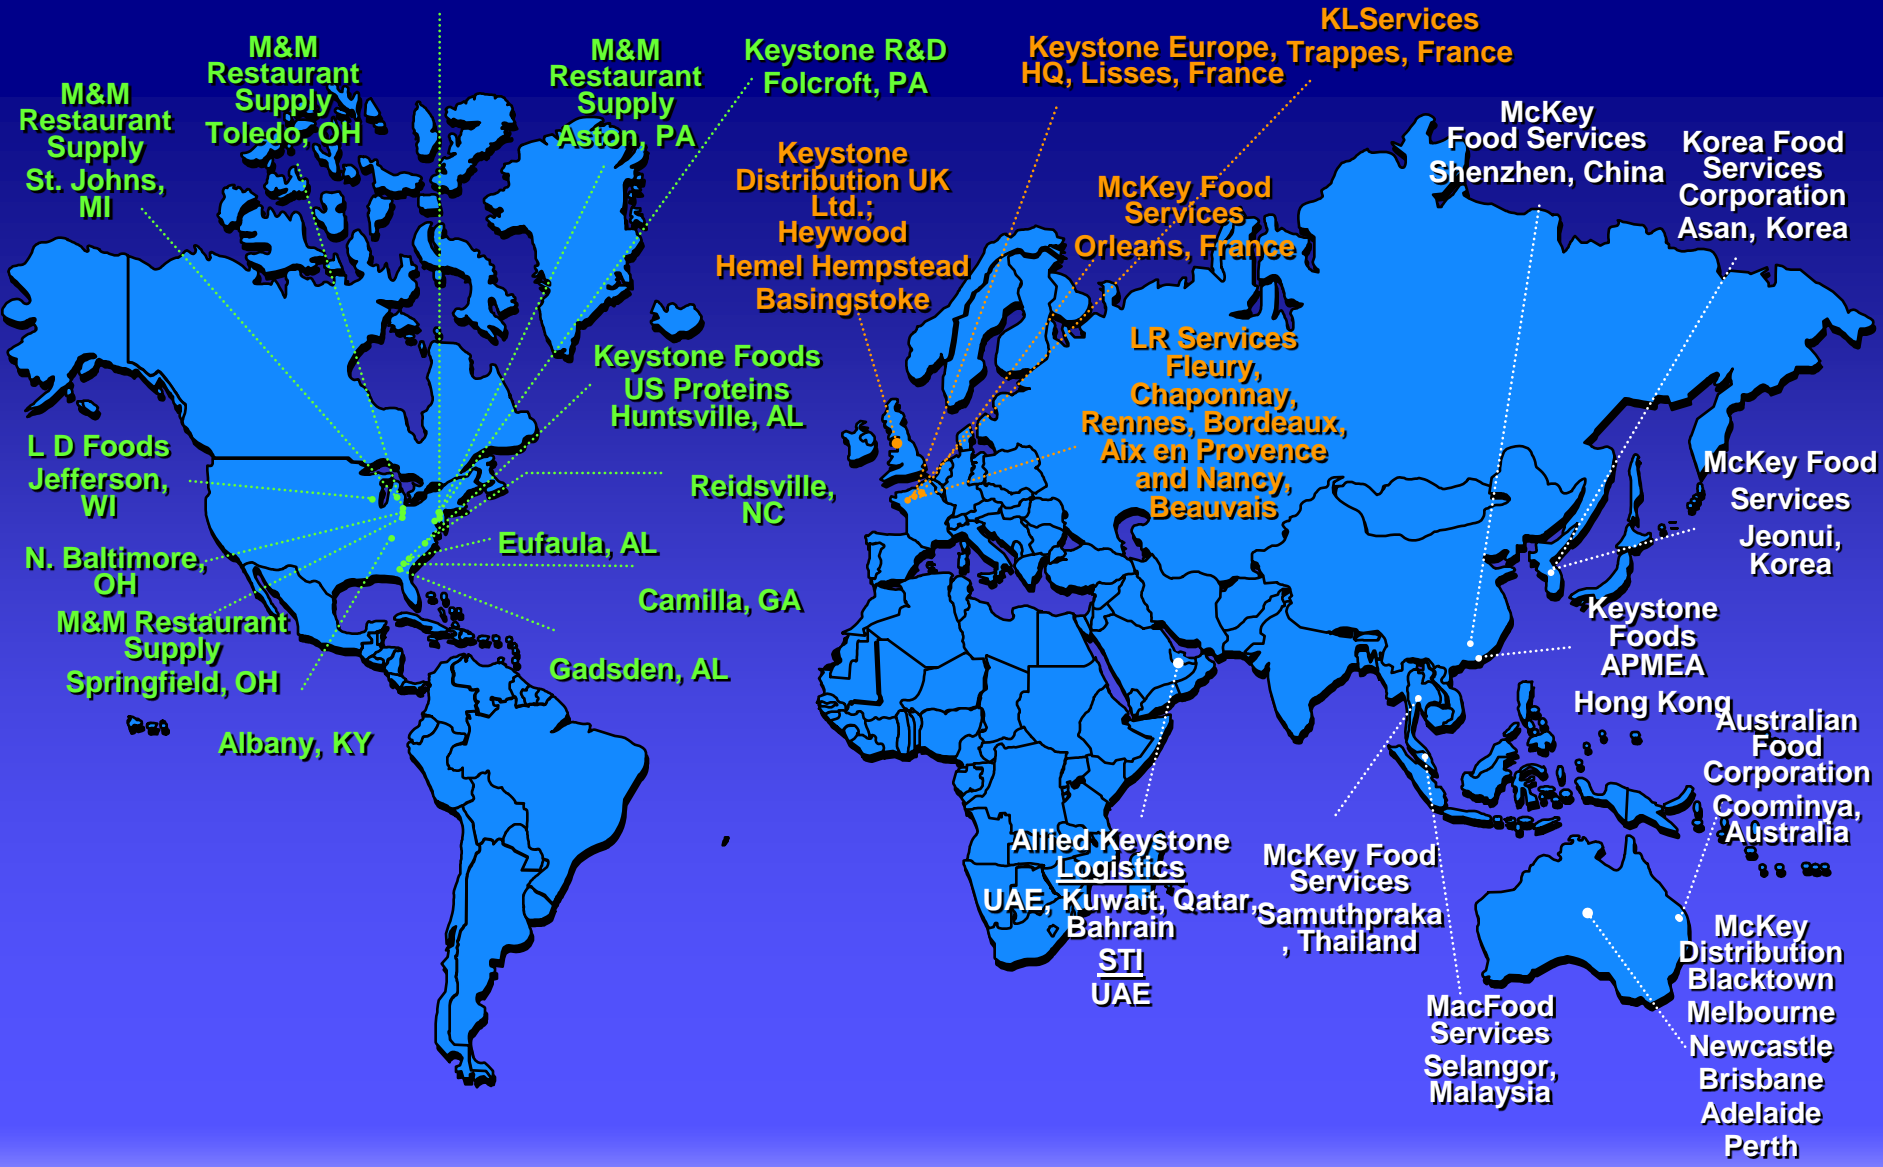 M&M
Restaurant
Supply
St. Johns,
MI
M&M
Restaurant
Supply
Toledo, OH
M&M
Restaurant
Supply
Aston, PA
Keystone R&D
Folcroft, PA
Keystone Europe,
HQ, Lisses, France
KLServices
Trappes, France
Keystone
Distribution UK
Ltd.;
Heywood
Hemel Hempstead
Basingstoke
McKey Food
Services
Orleans, France
McKey
Food Services
Shenzhen, China
Korea Food
Services
Corporation
Asan, Korea
Keystone Foods
US Proteins
Huntsville, AL
LR Services
Fleury,
Chaponnay,
Rennes, Bordeaux,
Aix en Provence
and Nancy,
Beauvais
L D Foods
Jefferson,
WI
Reidsville,
NC
McKey Food
Services
Jeonui,
Korea
N. Baltimore,
OH
Eufaula, AL
Camilla, GA
M&M Restaurant
Supply
Springfield, OH
Gadsden, AL
Albany, KY
Keystone
Foods
APMEA
Hong Kong
Australian
Food
Corporation
Coominya,
Australia
Allied Keystone
Logistics
UAE, Kuwait, Qatar,
Bahrain
STI
UAE
McKey Food
Services
Samuthpraka
, Thailand
MacFood
Services
Selangor,
Malaysia
McKey
Distribution
Blacktown
Melbourne
Newcastle
Brisbane
Adelaide
Perth